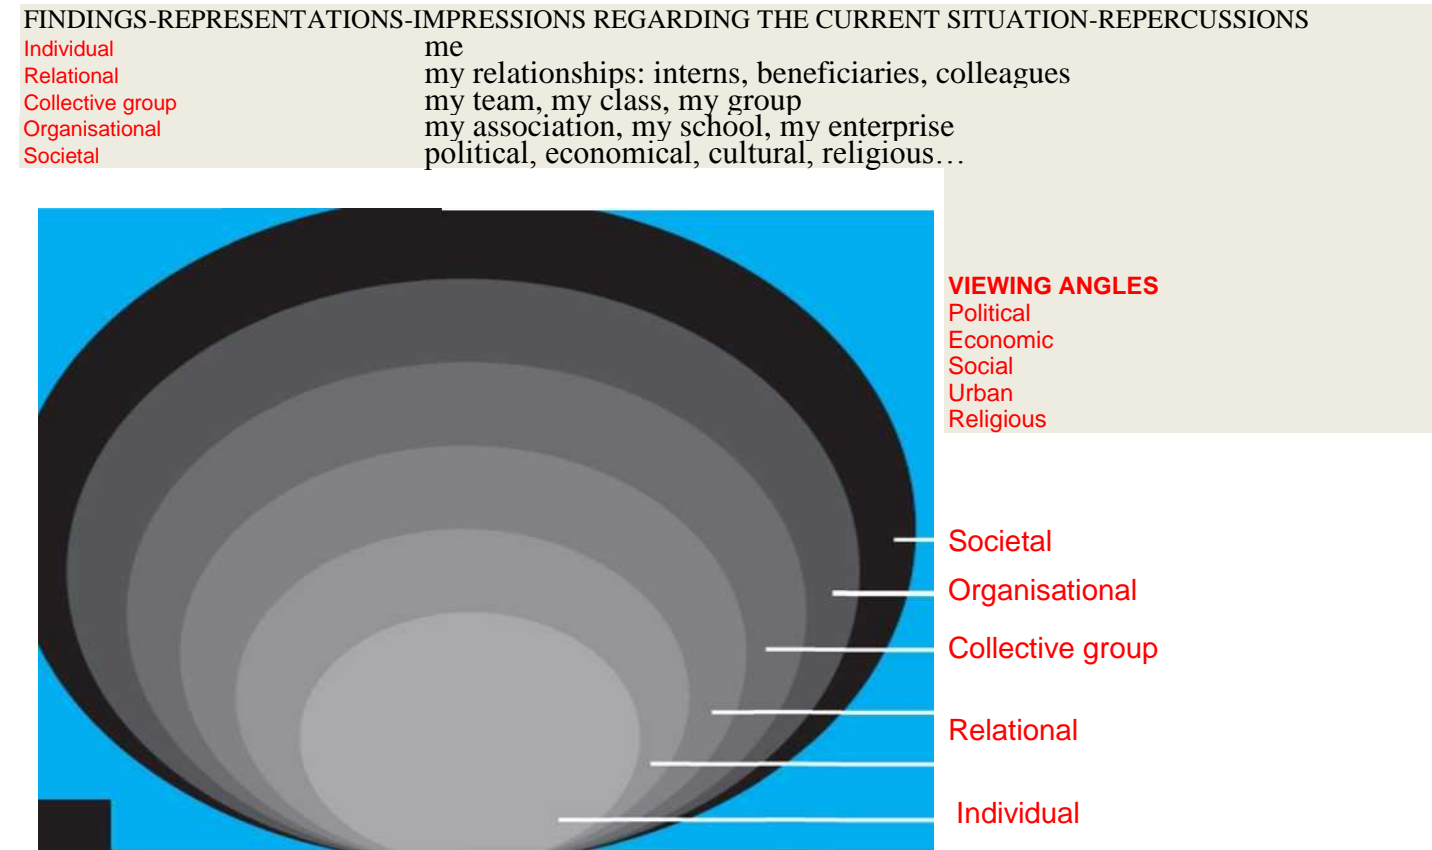 FINDINGS-REPRESENTATIONS-IMPRESSIONS REGARDING THE CURRENT SITUATION-REPERCUSSIONS
Individual me
Relational my relationships: interns, beneficiaries, colleagues
Collective group my team, my class, my group
Organisational my association, my school, my enterprise
Societal political, economical, cultural, religious…
VIEWING ANGLES
Political
Economic
Social
Urban
Religious
Societal
Organisational
Collective group
Relational
Individual